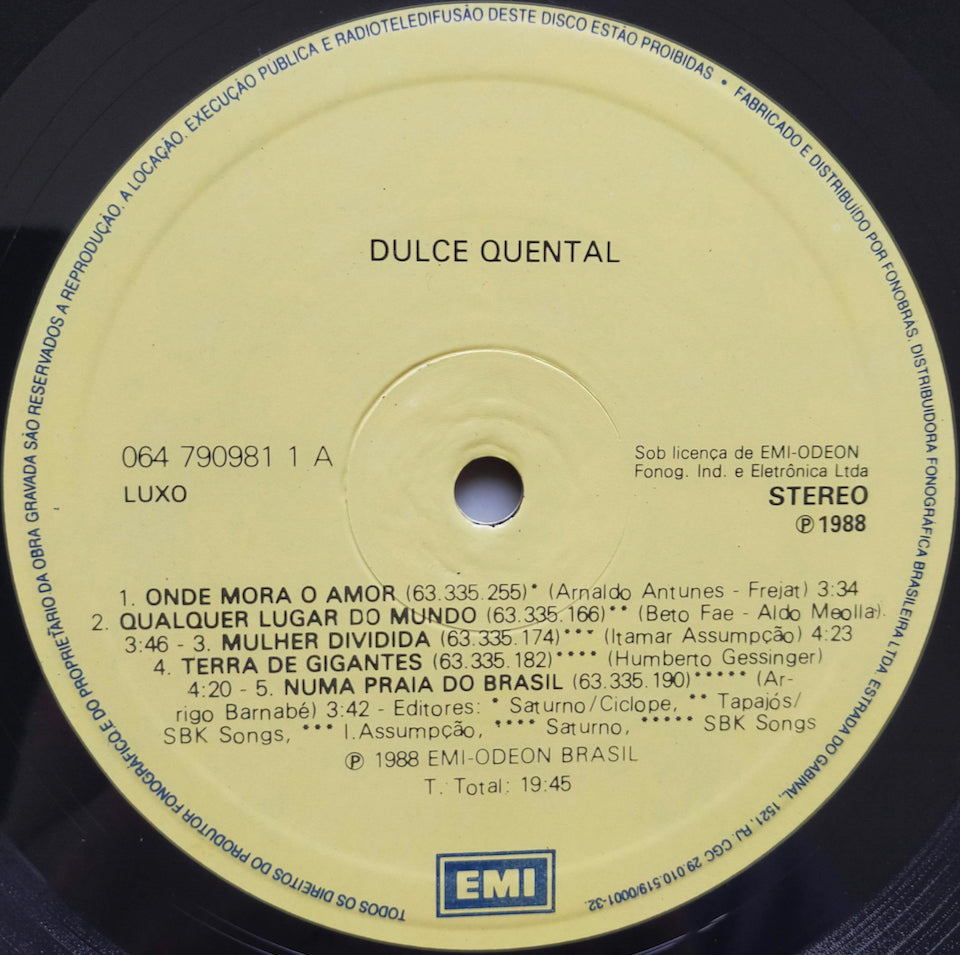 TODOS OS DIREITOS DO PRODUTOR FONOGRÁFICO, E DO PROPRIETÁRIO DA OBRA GRAVADA SÃO RESERVADOS A REPRODUÇÃO. A LOCAÇÃO. EXECUÇÃO PÚBLICA E RADIOTELEDIFUSÃO DESTE DISCO ESTÃO PROIBIDAS • FABRICADO E DISTRIBUÍDO POR FONOBRÁS. DISTRIBUIDORA FONOGRÁFICA BRASILEIRA LTDA ESTRADA DO GABINAL, 1521. RJ. CGC 29.010.519/0001-32.
DULCE QUENTAL
064 790981 1 A
LUXO
Sob licença de EMI-ODEON
Fonog. Ind. e Eletrônica Ltda
STEREO
Ⓟ 1988
1. ONDE MORA O AMOR (63.335.255)* (Arnaldo Antunes - Frejat) 3:34
2. QUALQUER LUGAR DO MUNDO (63.335.166)** (Beto Fae - Aldo Meolla).
3:46 - 3. MULHER DIVIDIDA (63.335.174)*** (Itamar Assumpção) 4:23
4. TERRA DE GIGANTES (63.335.182)**** (Humberto Gessinger)
4:20 - 5. NUMA PRAIA DO BRASIL (63.335.190)***** (Ar-
rigo Barnabé) 3:42 - Editores: * Saturno/Ciclope, ** Tapajós/
SBK Songs, *** I.Assumpção, **** Saturno, ***** SBK Songs
Ⓟ 1988 EMI-ODEON BRASIL
T. Total: 19:45
EMI